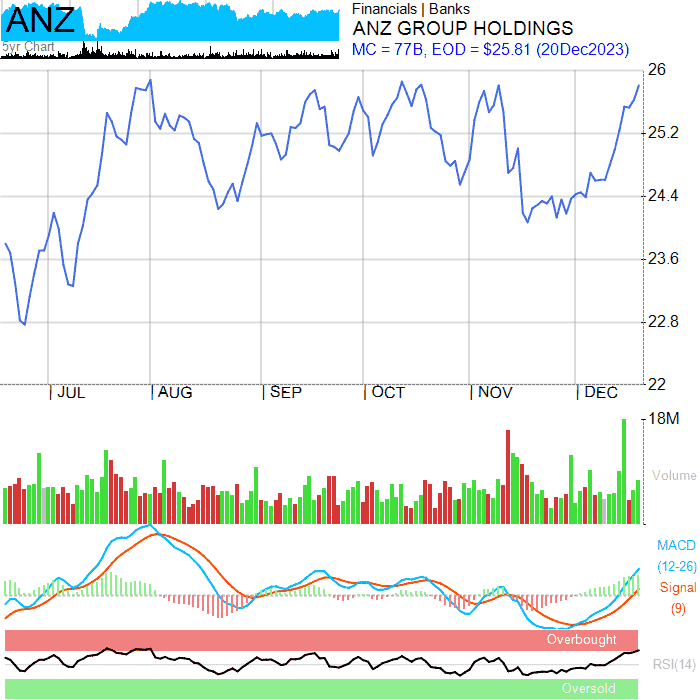 ANZ
5yr Chart
Financials | Banks
ANZ GROUP HOLDINGS
MC = 77B, EOD = $25.81 (20Dec2023)
26
25.2
24.4
23.6
22.8
22
| JUL | AUG | SEP | OCT | NOV | DEC
18M
Volume
MACD
(12-26)
Signal
(9)
Overbought
RSI(14)
Oversold